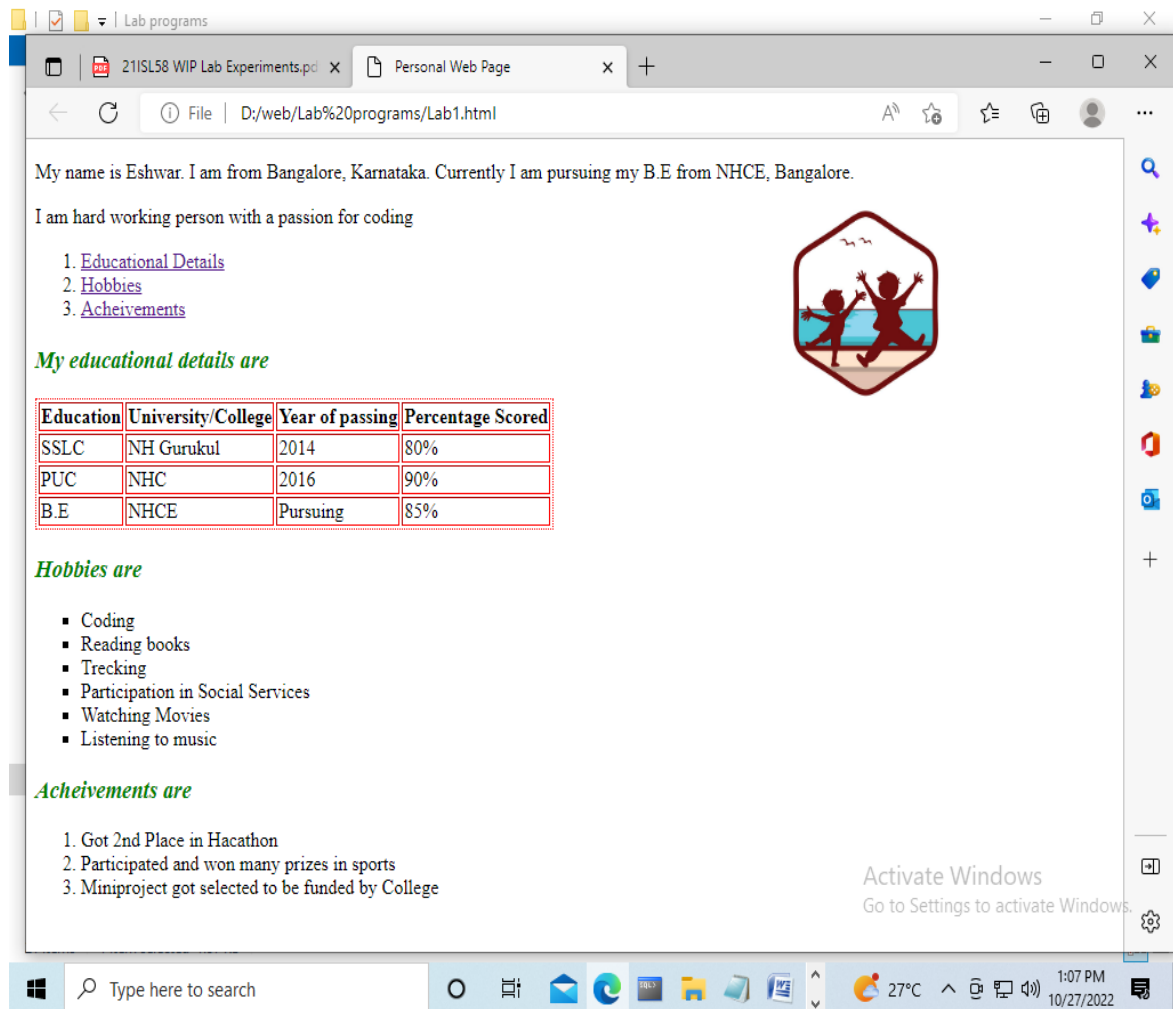 Lab programs
21ISL58 WIP Lab Experiments.pd
Personal Web Page
File
D:/web/Lab%20programs/Lab1.html
My name is Eshwar. I am from Bangalore, Karnataka. Currently I am pursuing my B.E from NHCE, Bangalore.
I am hard working person with a passion for coding
1. Educational Details
2. Hobbies
3. Acheivements
My educational details are
Education University/College Year of passing Percentage Scored
SSLC NH Gurukul 2014 80%
PUC NHC 2016 90%
B.E NHCE Pursuing 85%
Hobbies are
▪ Coding
▪ Reading books
▪ Trecking
▪ Participation in Social Services
▪ Watching Movies
▪ Listening to music
Acheivements are
1. Got 2nd Place in Hacathon
2. Participated and won many prizes in sports
3. Miniproject got selected to be funded by College
Activate Windows
Go to Settings to activate Windows.
Type here to search
27°C
1:07 PM
10/27/2022